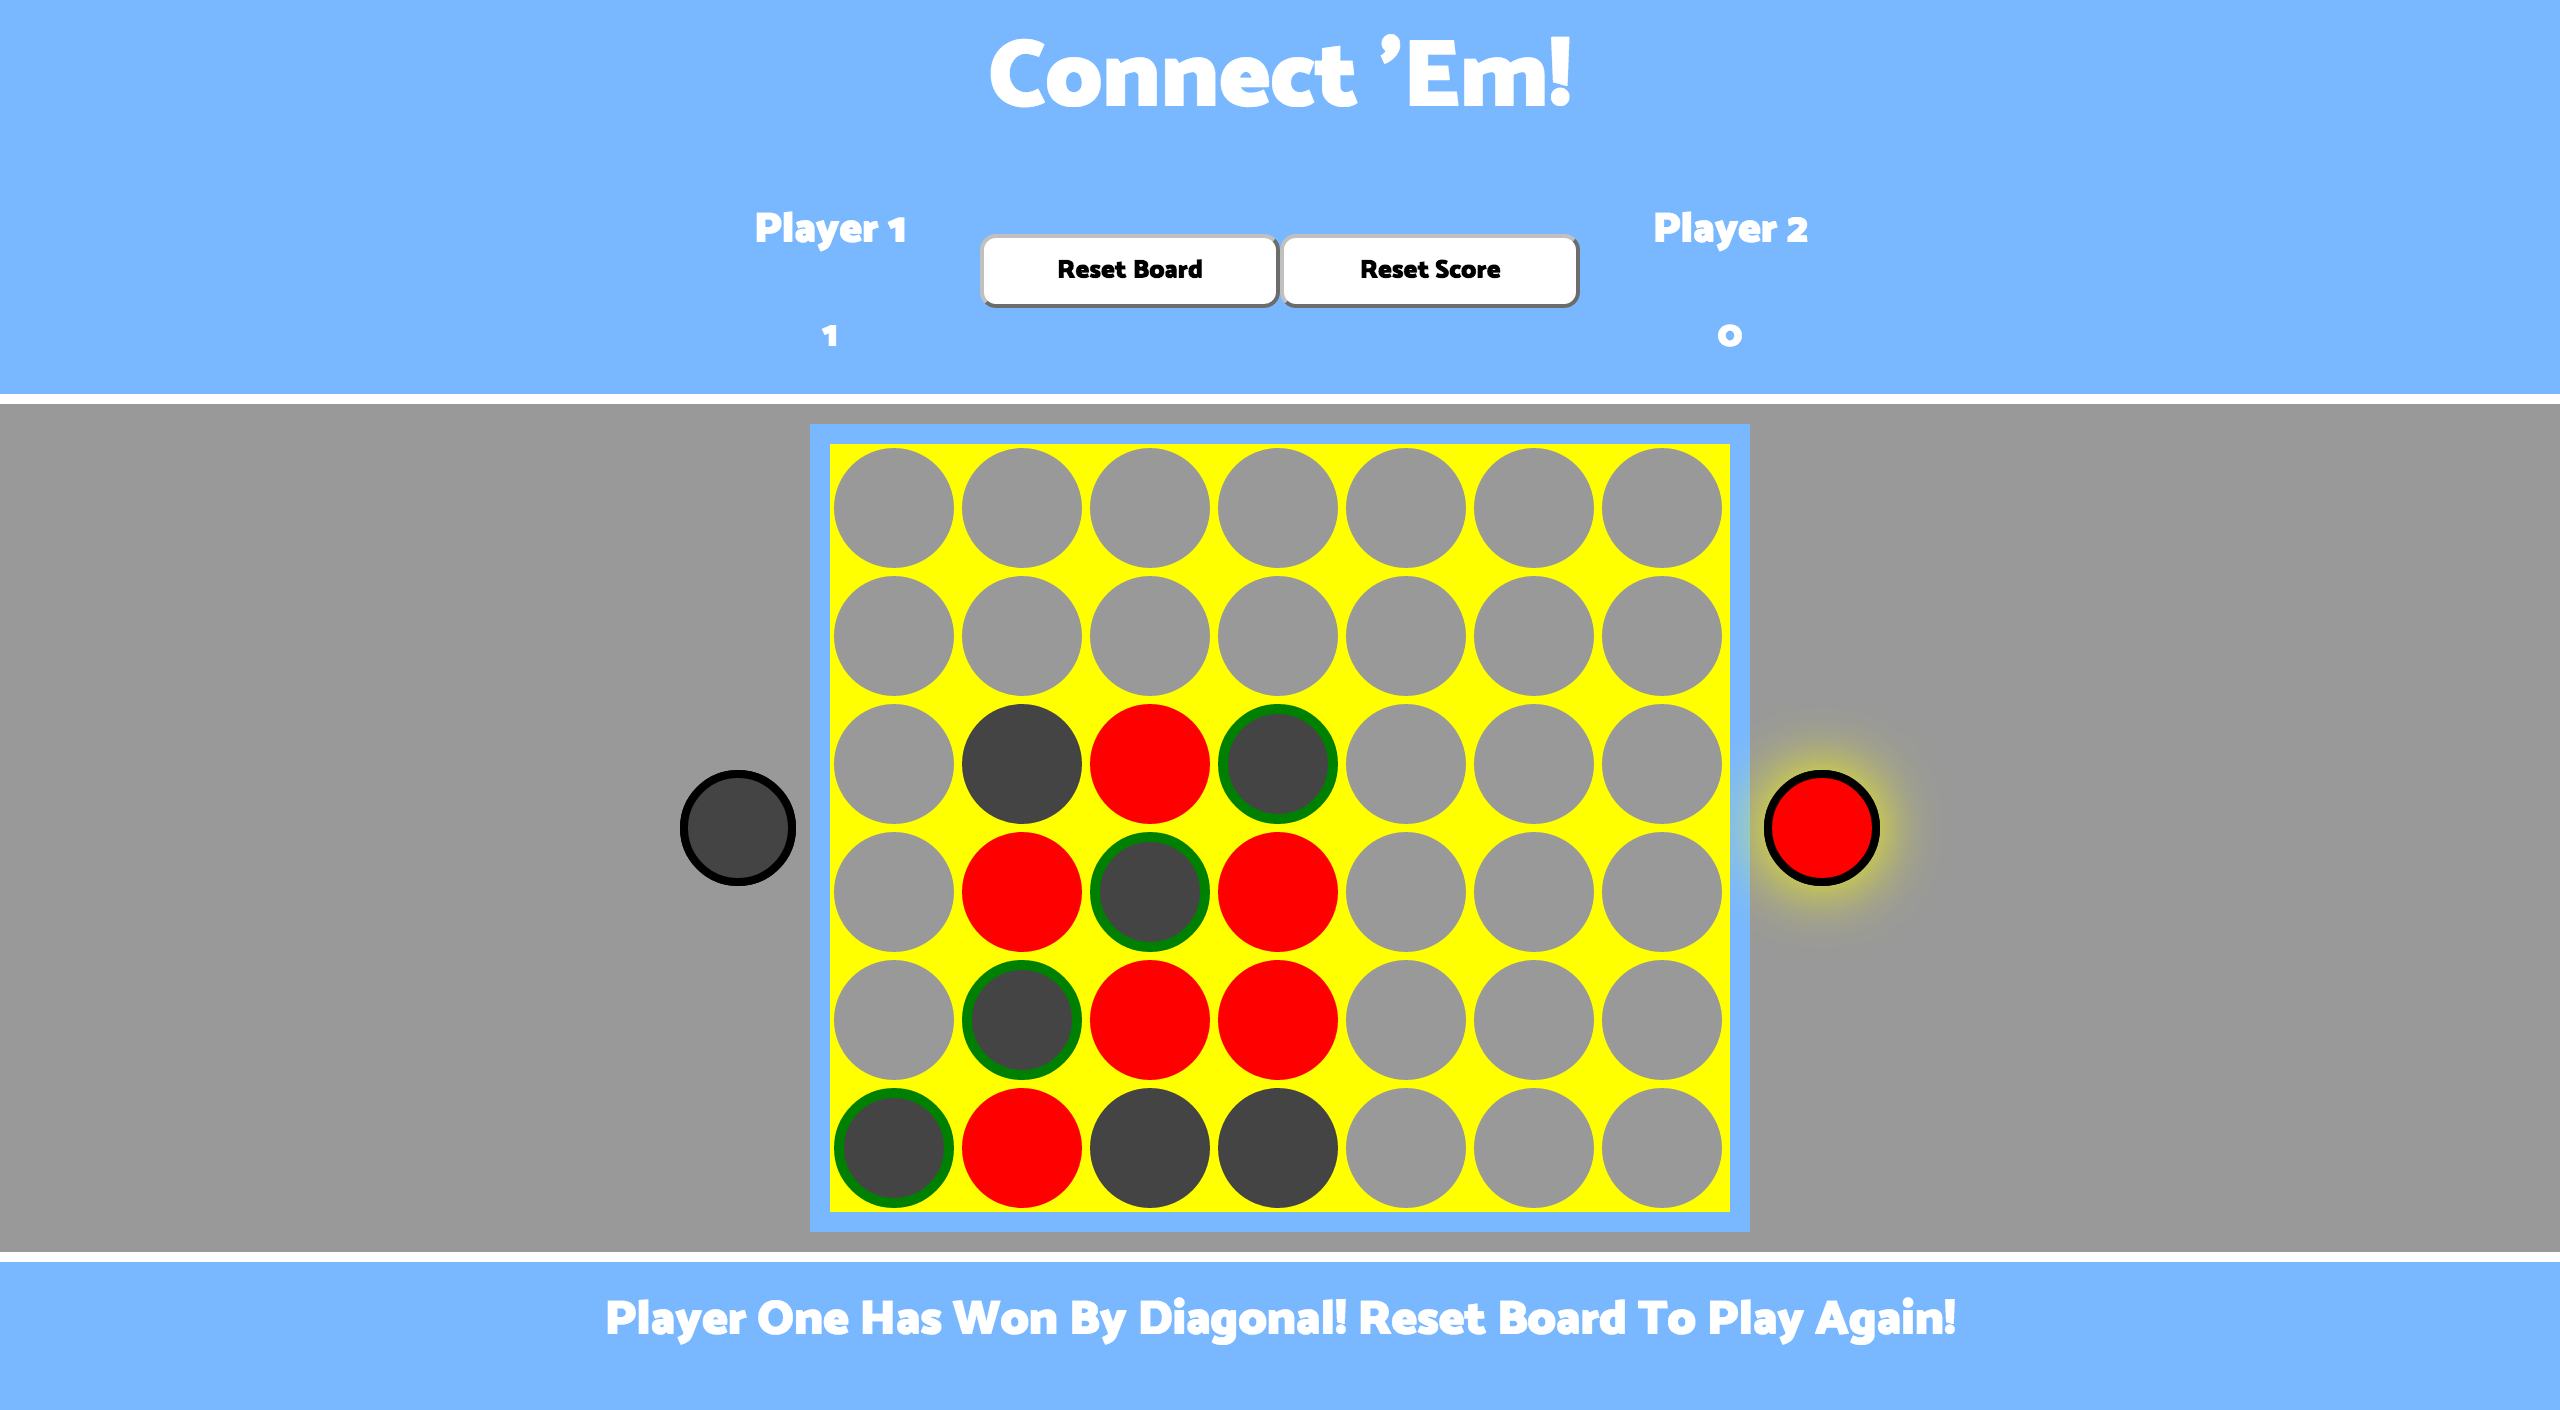 Connect 'Em!
Player 1
Reset Board
Reset Score
Player 2
1
0
Player One Has Won By Diagonal! Reset Board To Play Again!